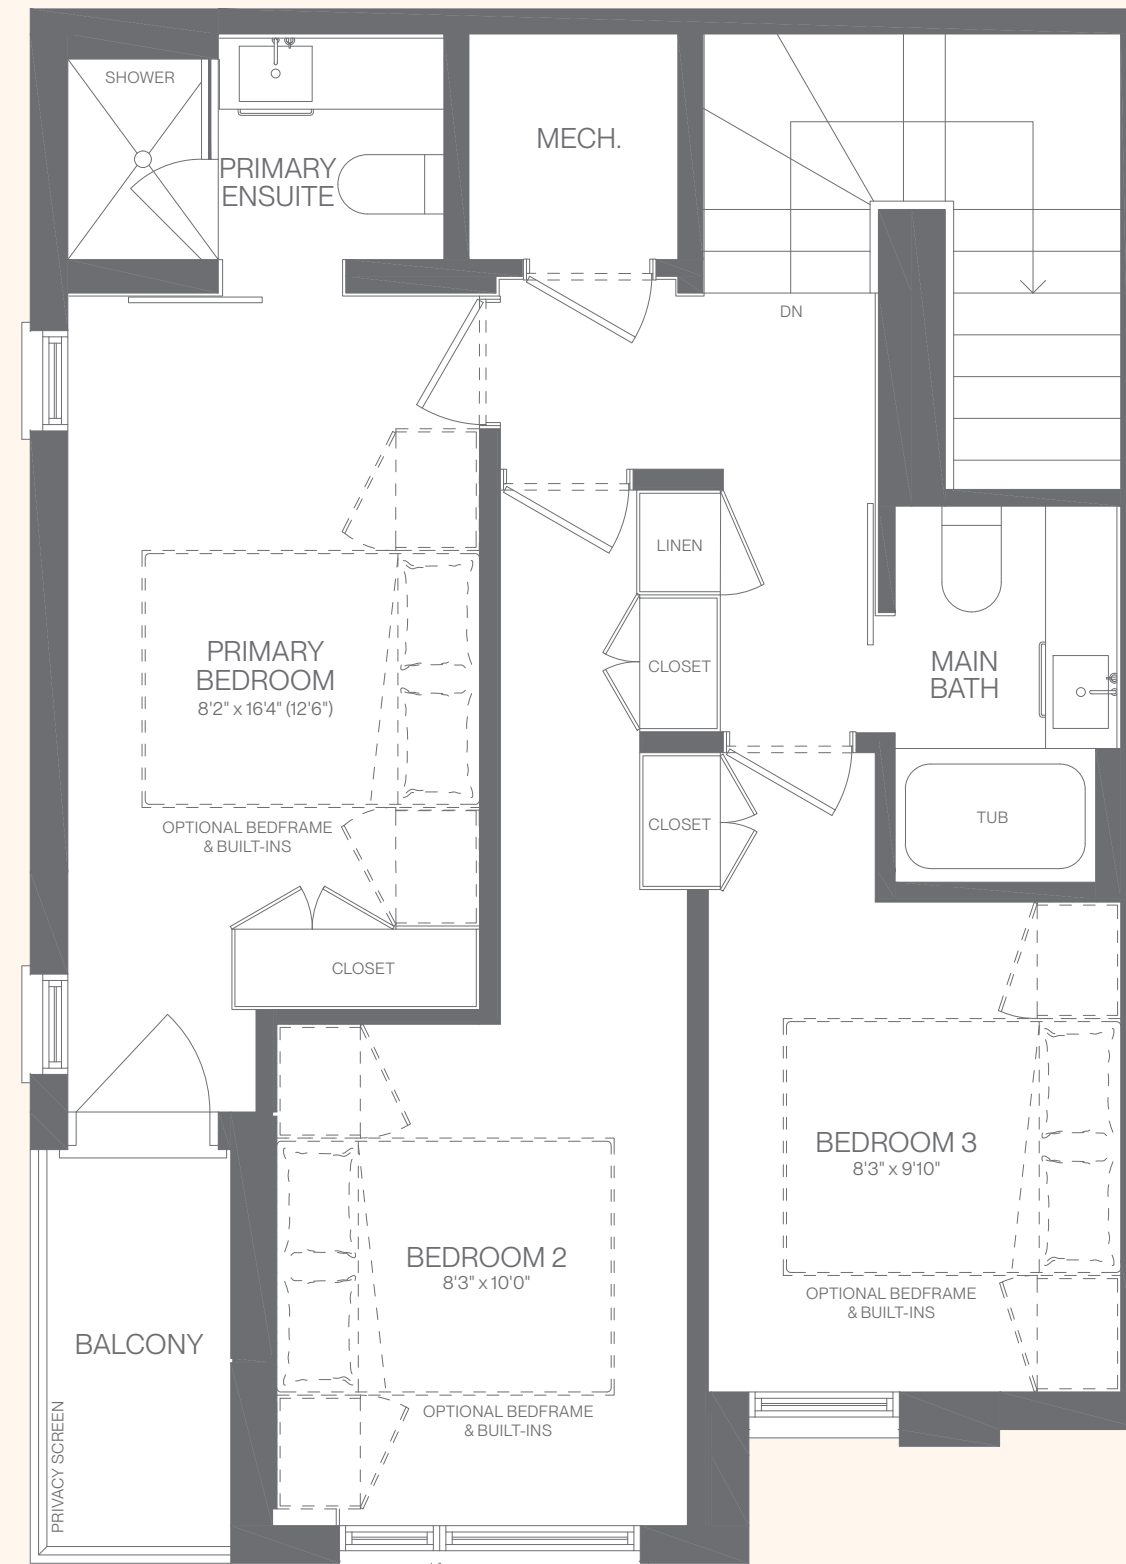 SHOWER
PRIMARY
ENSUITE
MECH.
DN
LINEN
CLOSET
PRIMARY
BEDROOM
8'2" x 16'4" (12'6")
MAIN
BATH
OPTIONAL BEDFRAME
& BUILT-INS
CLOSET
TUB
CLOSET
BEDROOM 3
8'3" x 9'10"
BEDROOM 2
8'3" x 10'0"
OPTIONAL BEDFRAME
& BUILT-INS
BALCONY
PRIVACY SCREEN
OPTIONAL BEDFRAME
& BUILT-INS